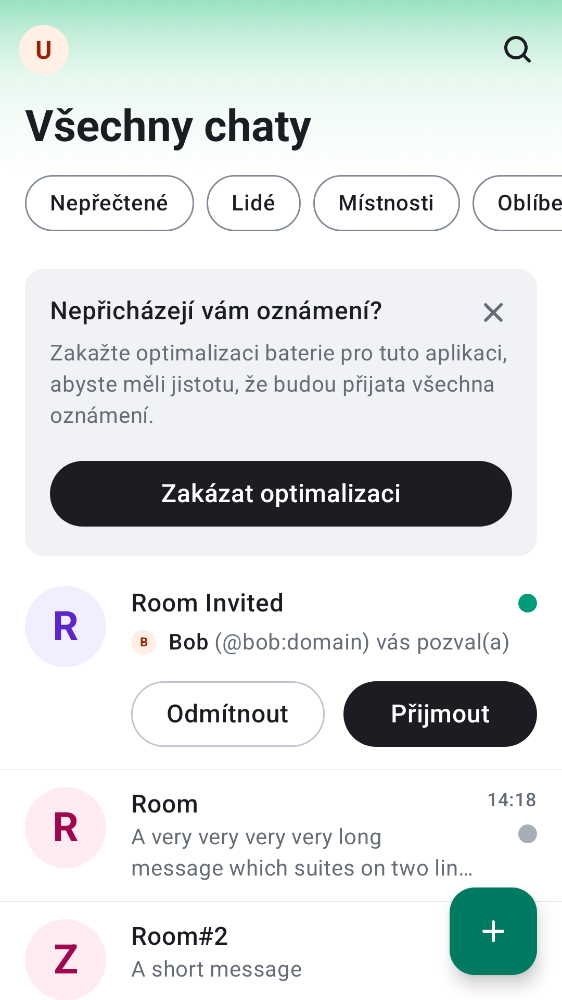 U
Všechny chaty
Nepřečtené
Lidé
Místnosti
Oblíbe
Nepřicházejí vám oznámení?
Zakažte optimalizaci baterie pro tuto aplikaci,
abyste měli jistotu, že budou přijata všechna
oznámení.
Zakázat optimalizaci
R
Room Invited
B Bob (@bob:domain) vás pozval(a)
Odmítnout
Přijmout
R
Room
14:18
A very very very very long
message which suites on two lin…
Z
Room#2
A short message